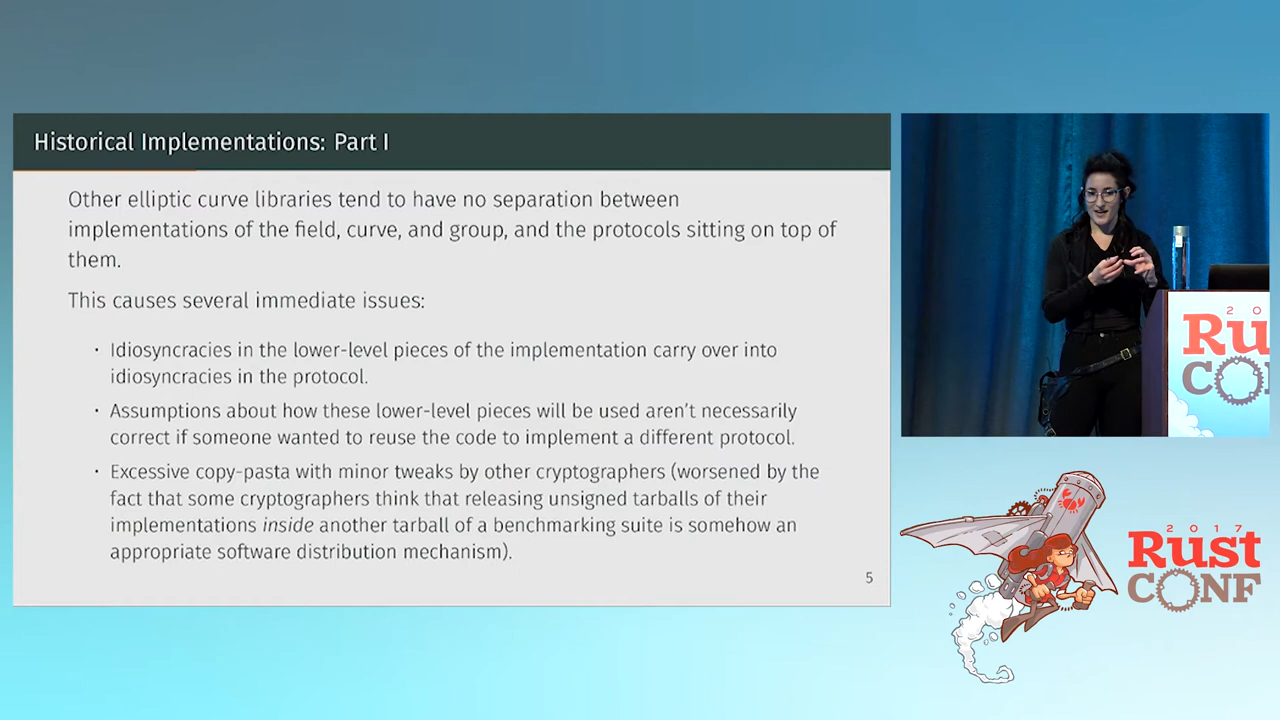 Historical Implementations: Part I
Other elliptic curve libraries tend to have no separation between
implementations of the field, curve, and group, and the protocols sitting on top of
them.
This causes several immediate issues:
· Idiosyncracies in the lower-level pieces of the implementation carry over into
idiosyncracies in the protocol.
· Assumptions about how these lower-level pieces will be used aren't necessarily
correct if someone wanted to reuse the code to implement a different protocol.
· Excessive copy-pasta with minor tweaks by other cryptographers (worsened by the
fact that some cryptographers think that releasing unsigned tarballs of their
implementations inside another tarball of a benchmarking suite is somehow an
appropriate software distribution mechanism).
5
20
Ru
CO
2017
Rust
CONF